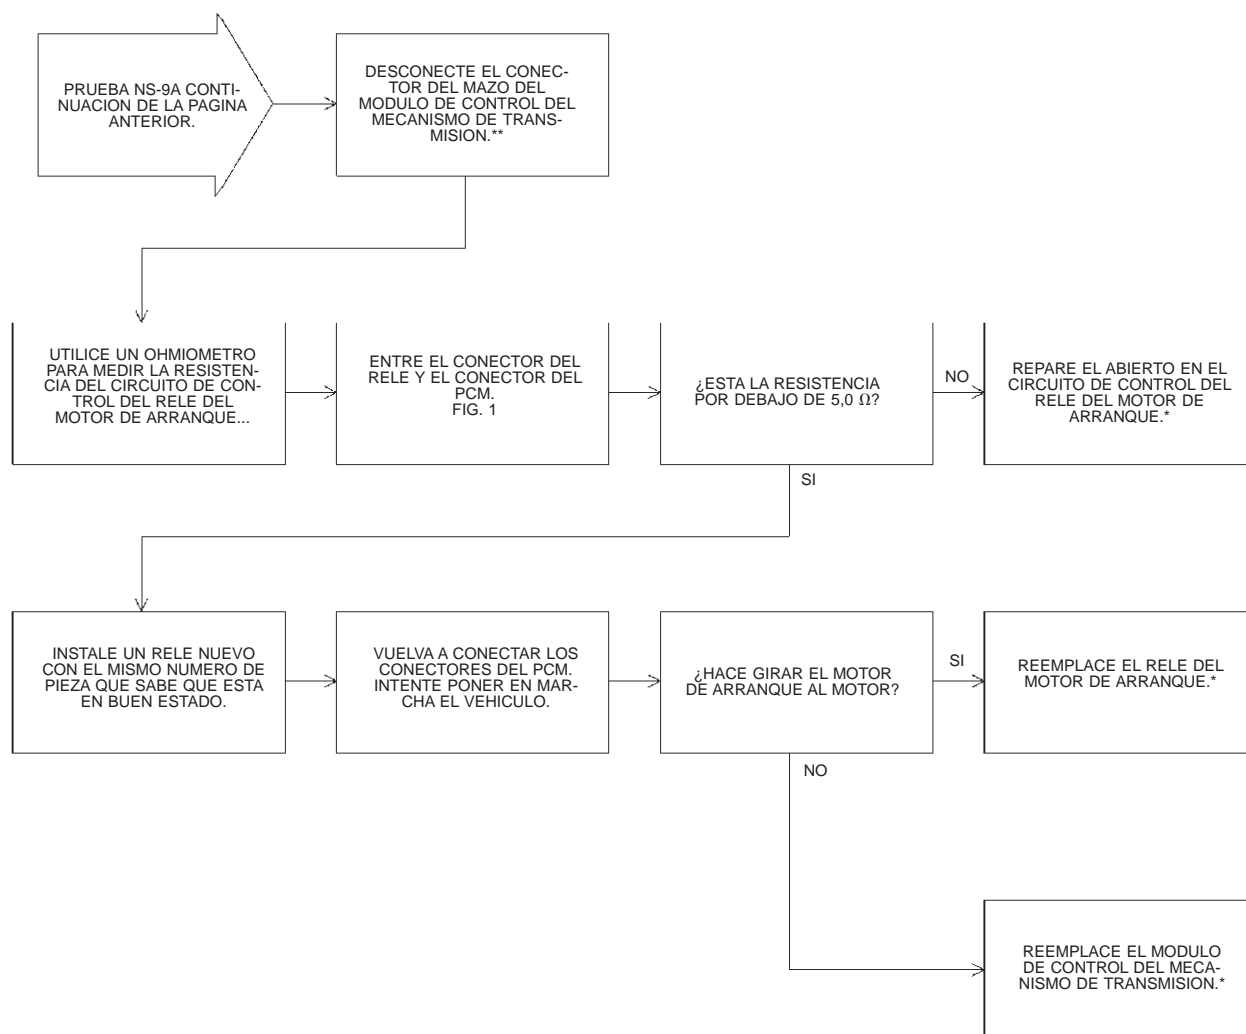 PRUEBA NS-9A CONTI-
NUACION DE LA PAGINA
ANTERIOR.
DESCONECTE EL CONEC-
TOR DEL MAZO DEL
MODULO DE CONTROL DEL
MECANISMO DE TRANS-
MISION.**
UTILICE UN OHMIOMETRO
PARA MEDIR LA RESISTEN-
CIA DEL CIRCUITO DE CON-
TROL DEL RELE DEL
MOTOR DE ARRANQUE...
ENTRE EL CONECTOR DEL
RELE Y EL CONECTOR DEL
PCM.
FIG. 1
¿ESTA LA RESISTENCIA
POR DEBAJO DE 5,0 Ω?
NO
REPARE EL ABIERTO EN EL
CIRCUITO DE CONTROL DEL
RELE DEL MOTOR DE
ARRANQUE.*
SI
INSTALE UN RELE NUEVO
CON EL MISMO NUMERO DE
PIEZA QUE SABE QUE ESTA
EN BUEN ESTADO.
VUELVA A CONECTAR LOS
CONECTORES DEL PCM.
INTENTE PONER EN MAR-
CHA EL VEHICULO.
¿HACE GIRAR EL MOTOR
DE ARRANQUE AL MOTOR?
SI
REEMPLACE EL RELE DEL
MOTOR DE ARRANQUE.*
NO
REEMPLACE EL MODULO
DE CONTROL DEL MECA-
NISMO DE TRANSMISION.*